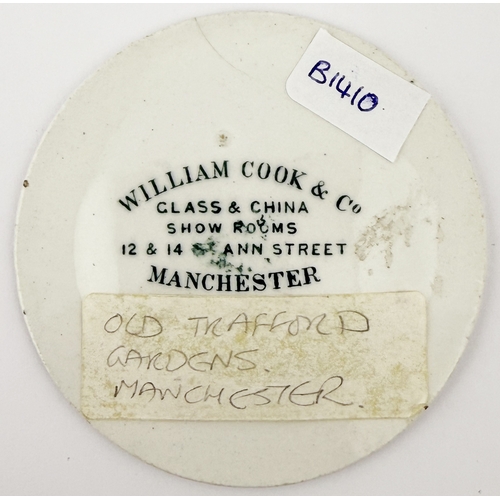 B1410
WILLIAM COOK & Co
GLASS & CHINA
SHOW ROOMS
12 & 14 St ANN STREET
MANCHESTER
OLD TRAFFORD
GARDENS.
MANCHESTER.